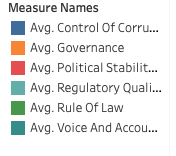 Measure Names
Avg. Control Of Corru...
Avg. Governance
Avg. Political Stabilit...
Avg. Regulatory Quali...
Avg. Rule Of Law
Avg. Voice And Accou...